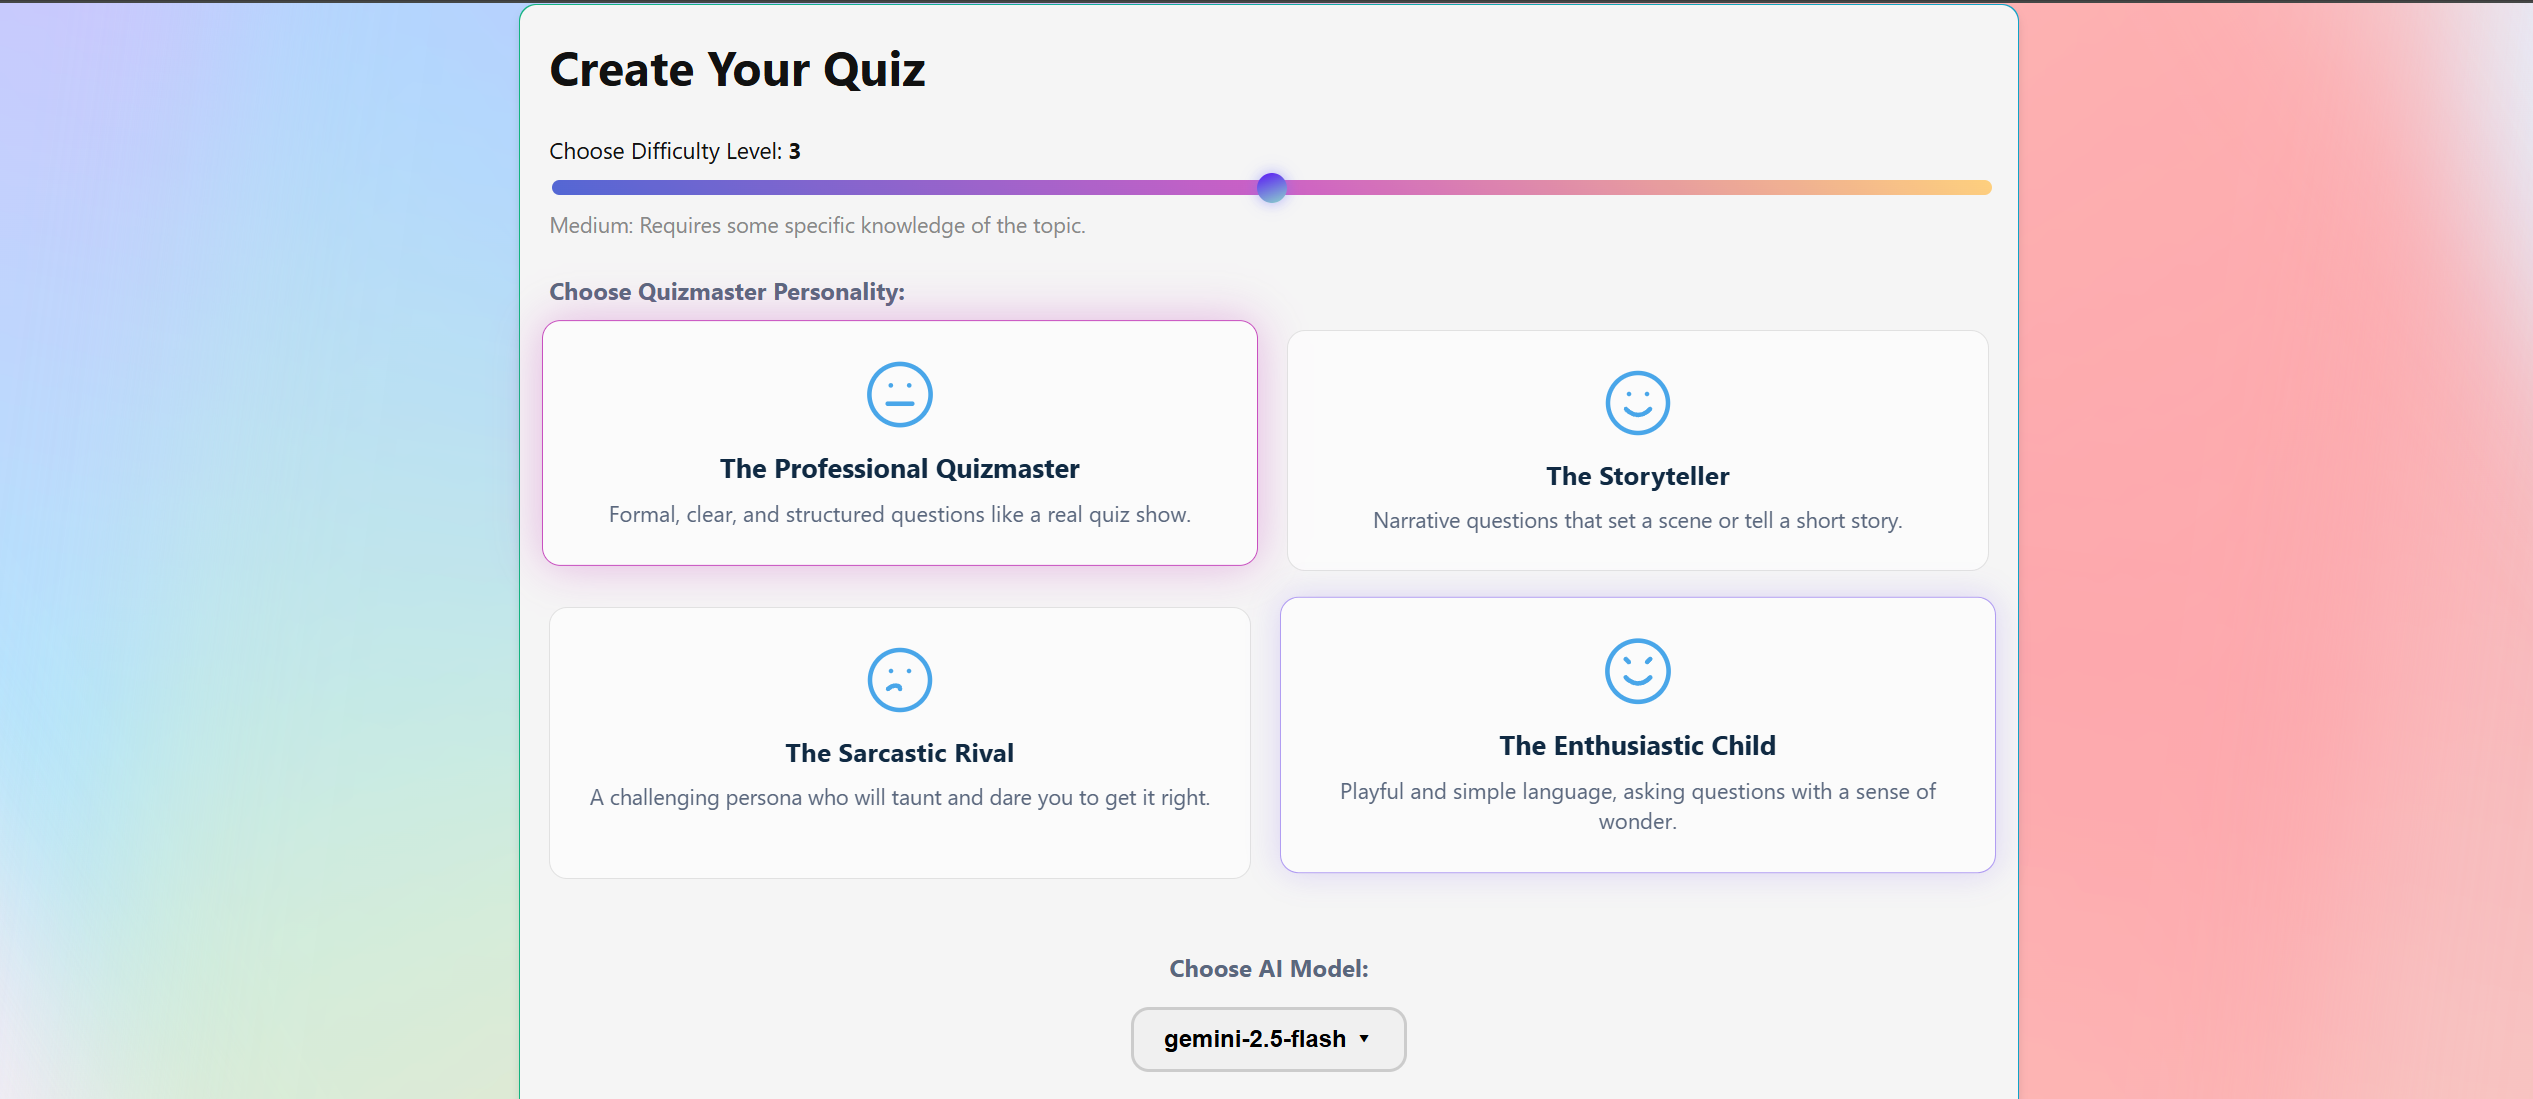 Create Your Quiz
Choose Difficulty Level: 3
Medium: Requires some specific knowledge of the topic.
Choose Quizmaster Personality:
The Professional Quizmaster
Formal, clear, and structured questions like a real quiz show.
The Storyteller
Narrative questions that set a scene or tell a short story.
The Sarcastic Rival
A challenging persona who will taunt and dare you to get it right.
The Enthusiastic Child
Playful and simple language, asking questions with a sense of
wonder.
Choose AI Model:
gemini-2.5-flash